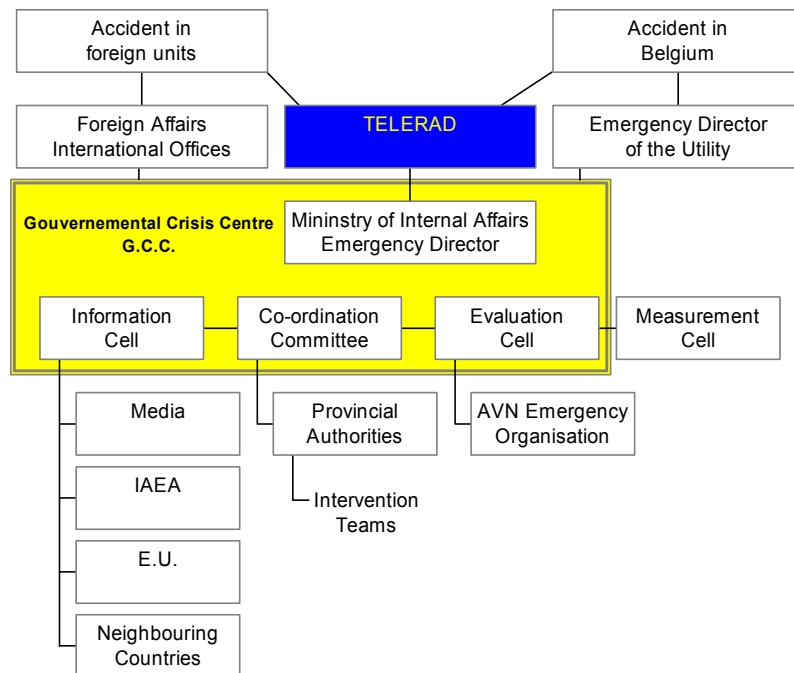 Accident in
foreign units
Accident in
Belgium
Foreign Affairs
International Offices
TELERAD
Emergency Director
of the Utility
Gouvernemental Crisis Centre
G.C.C.
Mininstry of Internal Affairs
Emergency Director
Information
Cell
Co-ordination
Committee
Evaluation
Cell
Measurement
Cell
Media
Provincial
Authorities
AVN Emergency
Organisation
IAEA
Intervention
Teams
E.U.
Neighbouring
Countries